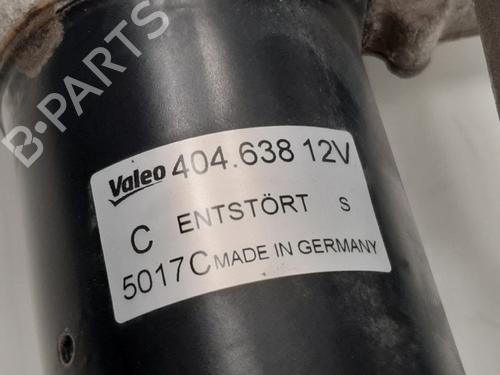 B-PARTS
Valeo 404.638 12V
C ENTSTÖRT S
5017C MADE IN GERMANY